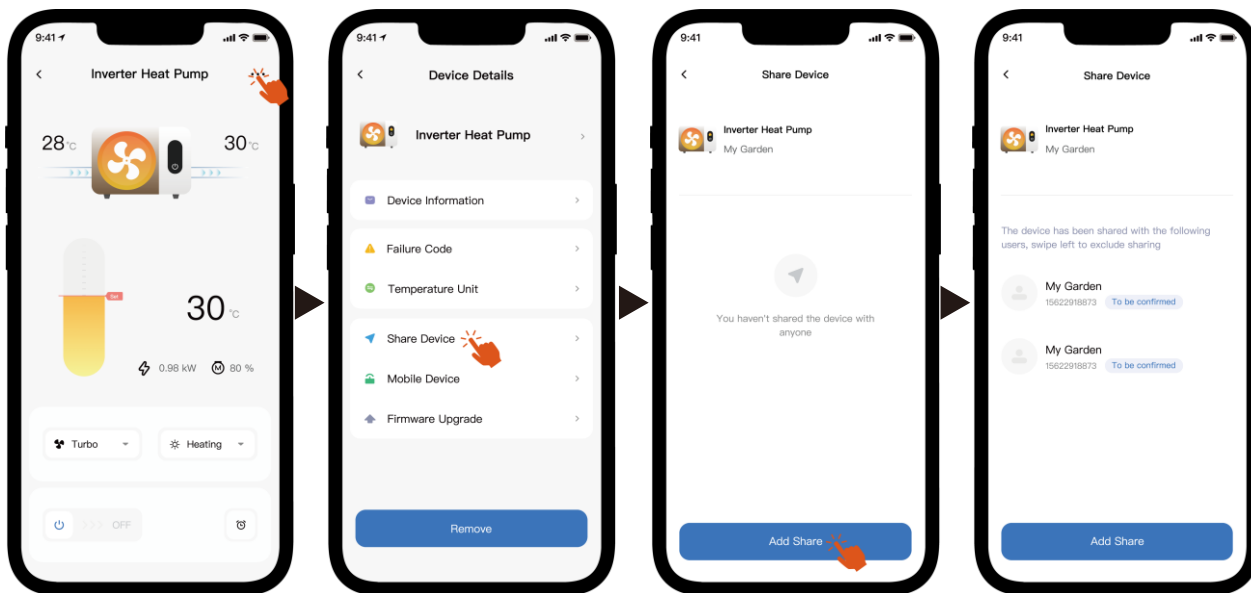 9:41
Inverter Heat Pump
28°C
30°C
Set
30°C
0.98 kW
M 80 %
Turbo
Heating
OFF
9:41
Device Details
Inverter Heat Pump
Device Information
Failure Code
Temperature Unit
Share Device
Mobile Device
Firmware Upgrade
Remove
9:41
Share Device
Inverter Heat Pump
My Garden
You haven't shared the device with
anyone
Add Share
9:41
Share Device
Inverter Heat Pump
My Garden
The device has been shared with the following
users, swipe left to exclude sharing
My Garden
15622918873 To be confirmed
My Garden
15622918873 To be confirmed
Add Share